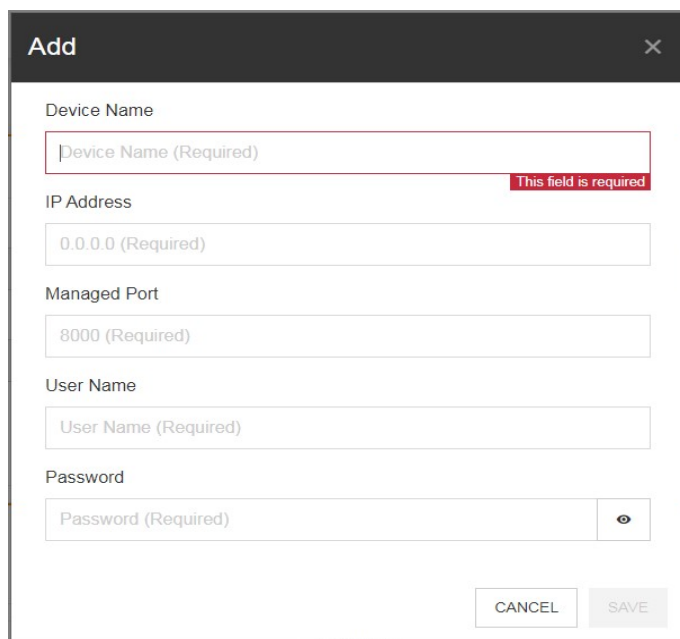 Add
Device Name
Device Name (Required)
This field is required
IP Address
0.0.0.0 (Required)
Managed Port
8000 (Required)
User Name
User Name (Required)
Password
Password (Required)
CANCEL SAVE